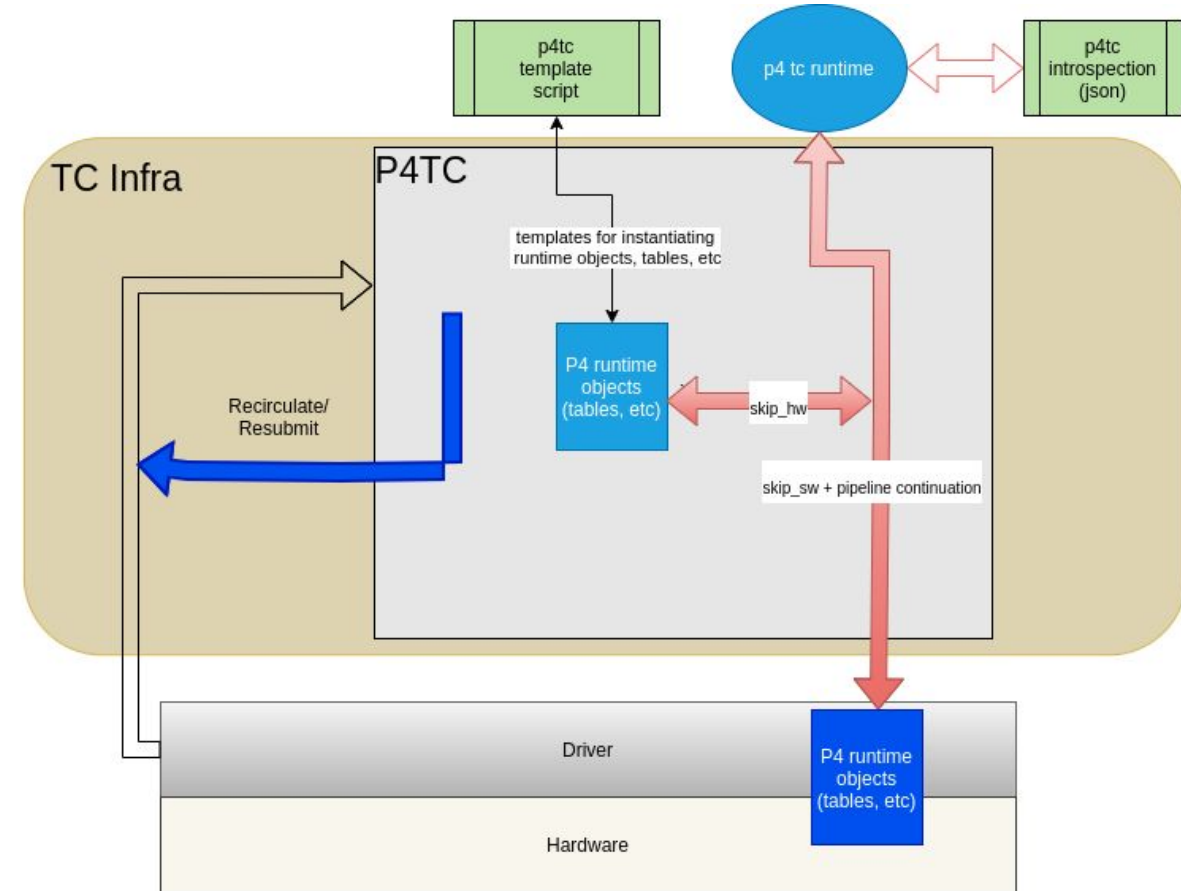 p4tc
template
script
p4 tc runtime
p4tc
introspection
(json)
TC Infra
P4TC
templates for instantiating
runtime objects, tables, etc
P4 runtime
objects
(tables, etc)
skip_hw
Recirculate/
Resubmit
skip_sw + pipeline continuation
Driver
P4 runtime
objects
(tables, etc)
Hardware